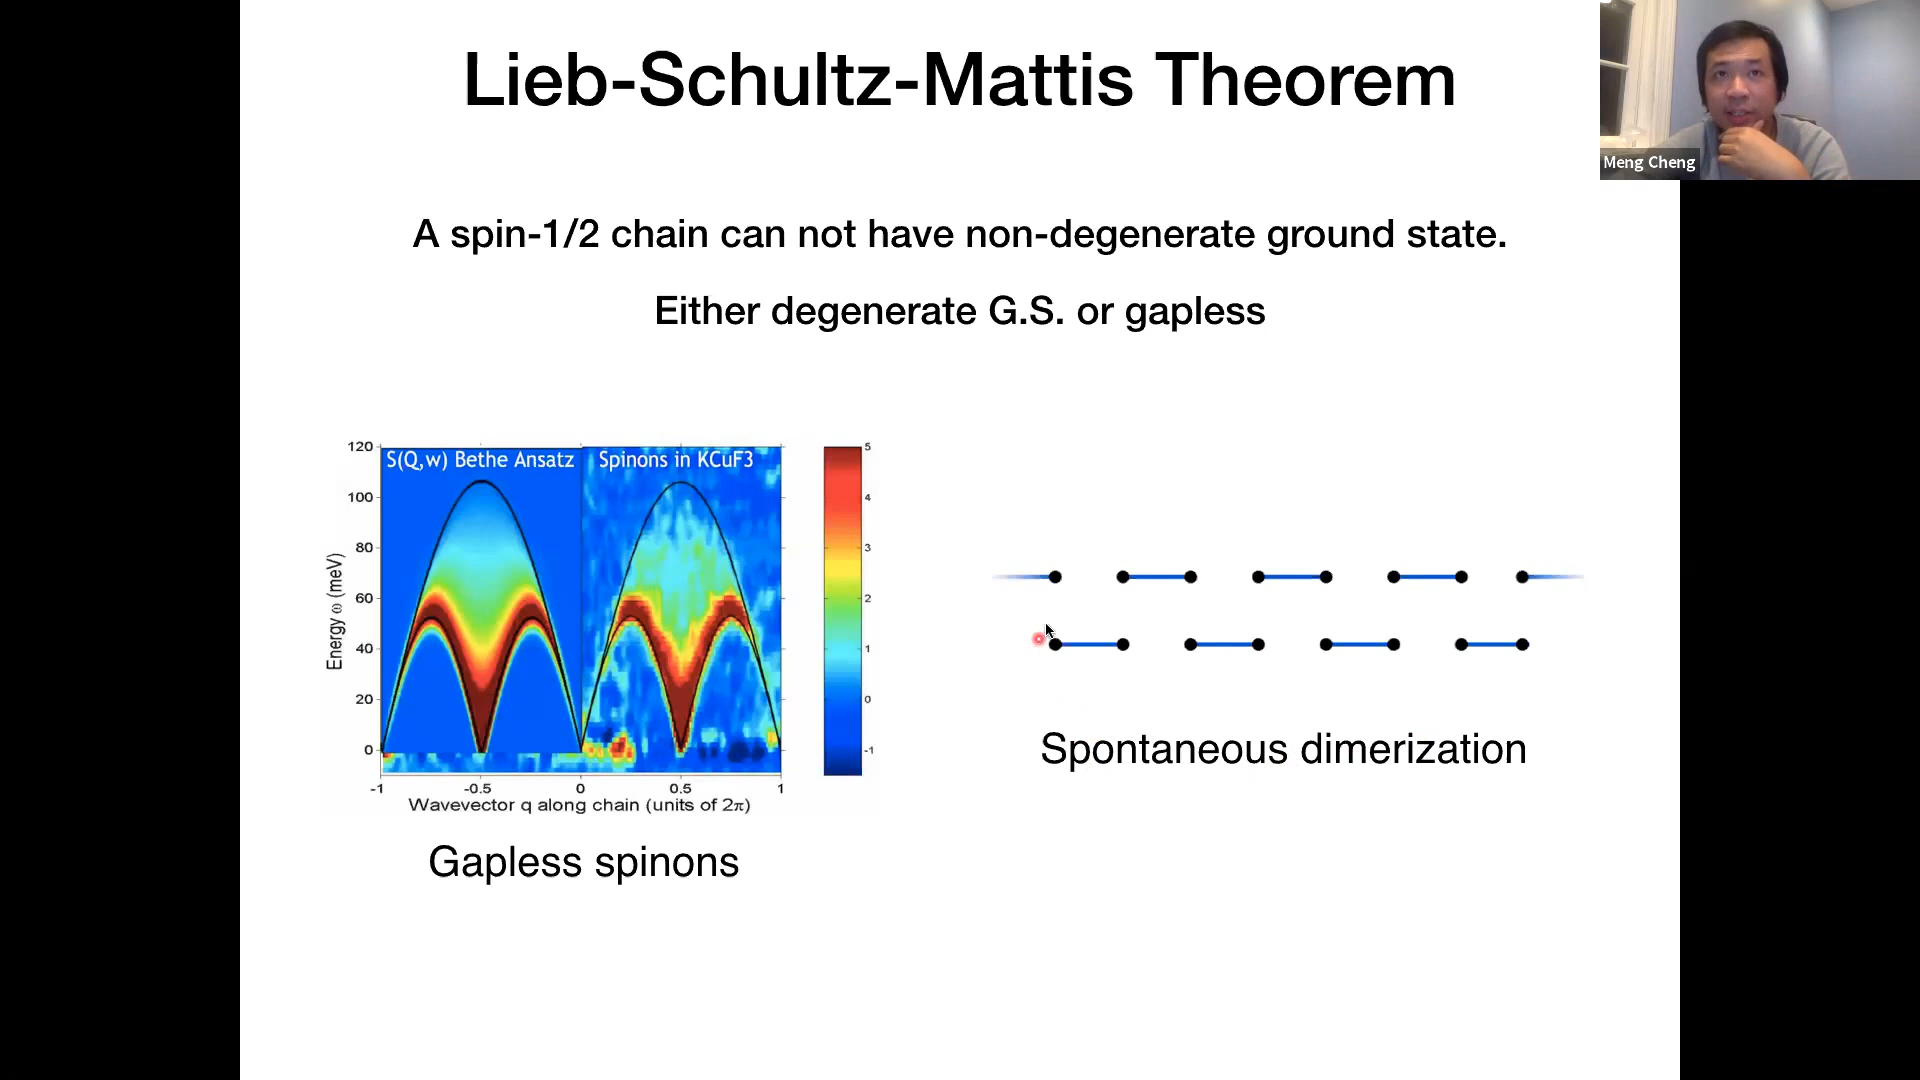 Lieb-Schultz-Mattis Theorem
Meng Cheng
A spin-1/2 chain can not have non-degenerate ground state.
Either degenerate G.S. or gapless
S(Q,w) Bethe Ansatz
Spinons in KCuF3
Energy ω (meV)
120
100
80
60
40
20
0
-1
-0.5
0
0.5
1
Wavevector q along chain (units of 2π)
5
4
3
2
1
0
-1
Gapless spinons
Spontaneous dimerization